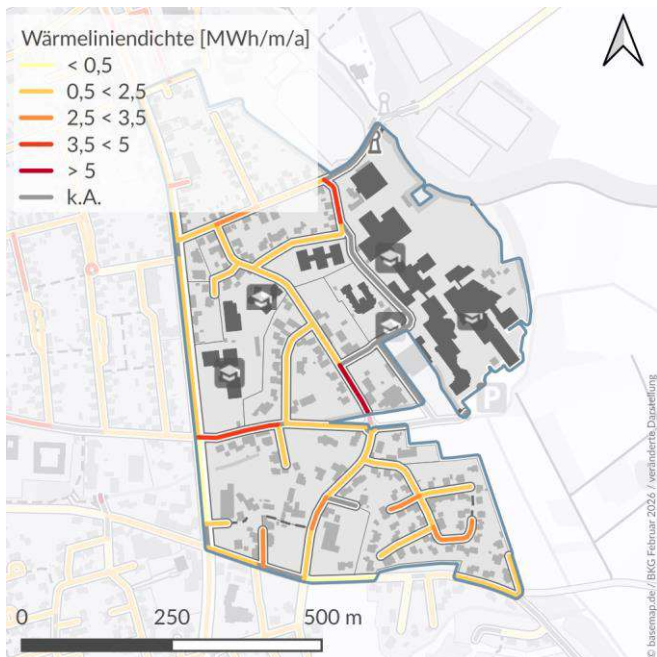 Wärmeliniendichte [MWh/m/a]
< 0,5
0,5 < 2,5
2,5 < 3,5
3,5 < 5
> 5
k.A.
P
0 250 500 m
© basemap.de / BKG Februar 2026 / veränderte Darstellung